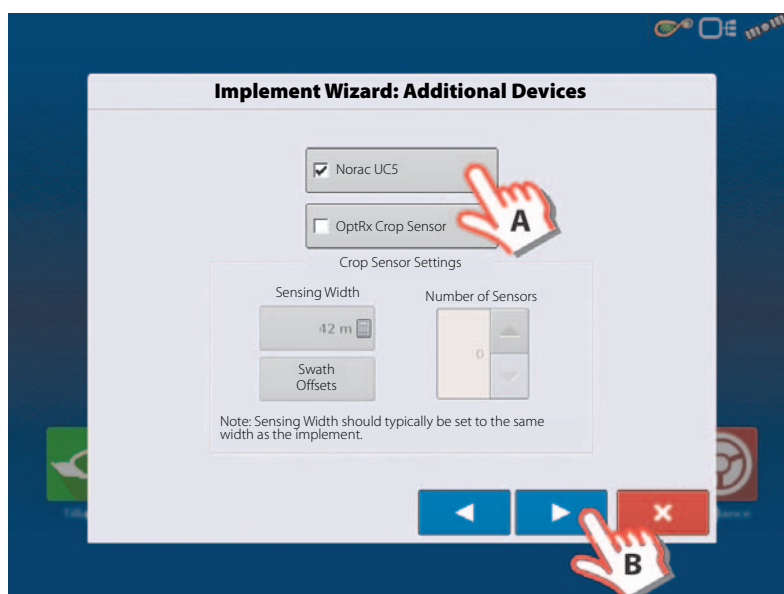 Implement Wizard: Additional Devices
Norac UC5
OptRx Crop Sensor
A
Crop Sensor Settings
Sensing Width
Number of Sensors
42 m
0
Swath
Offsets
Note: Sensing Width should typically be set to the same
width as the implement.
B